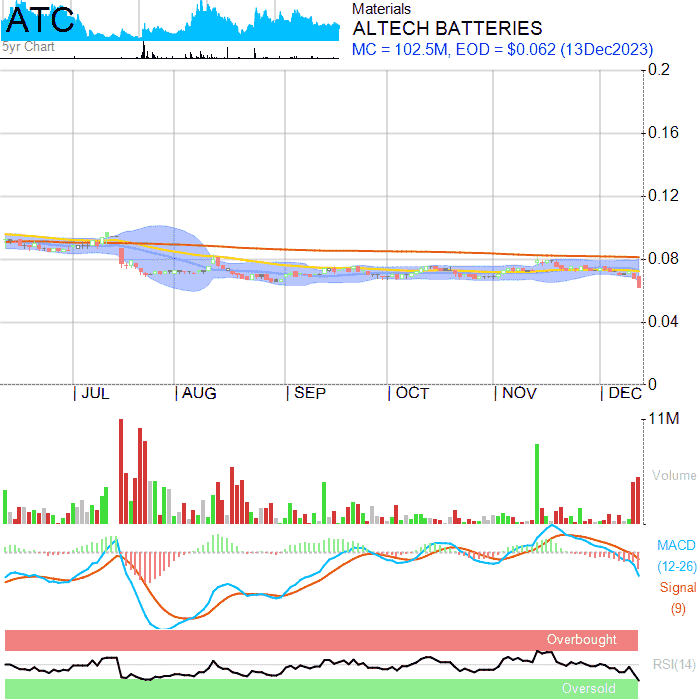 ATC
5yr Chart
Materials
ALTECH BATTERIES
MC = 102.5M, EOD = $0.062 (13Dec2023)
0.2
0.16
0.12
0.08
0.04
0
| JUL | AUG | SEP | OCT | NOV | DEC
11M
Volume
MACD
(12-26)
Signal
(9)
Overbought
RSI(14)
Oversold